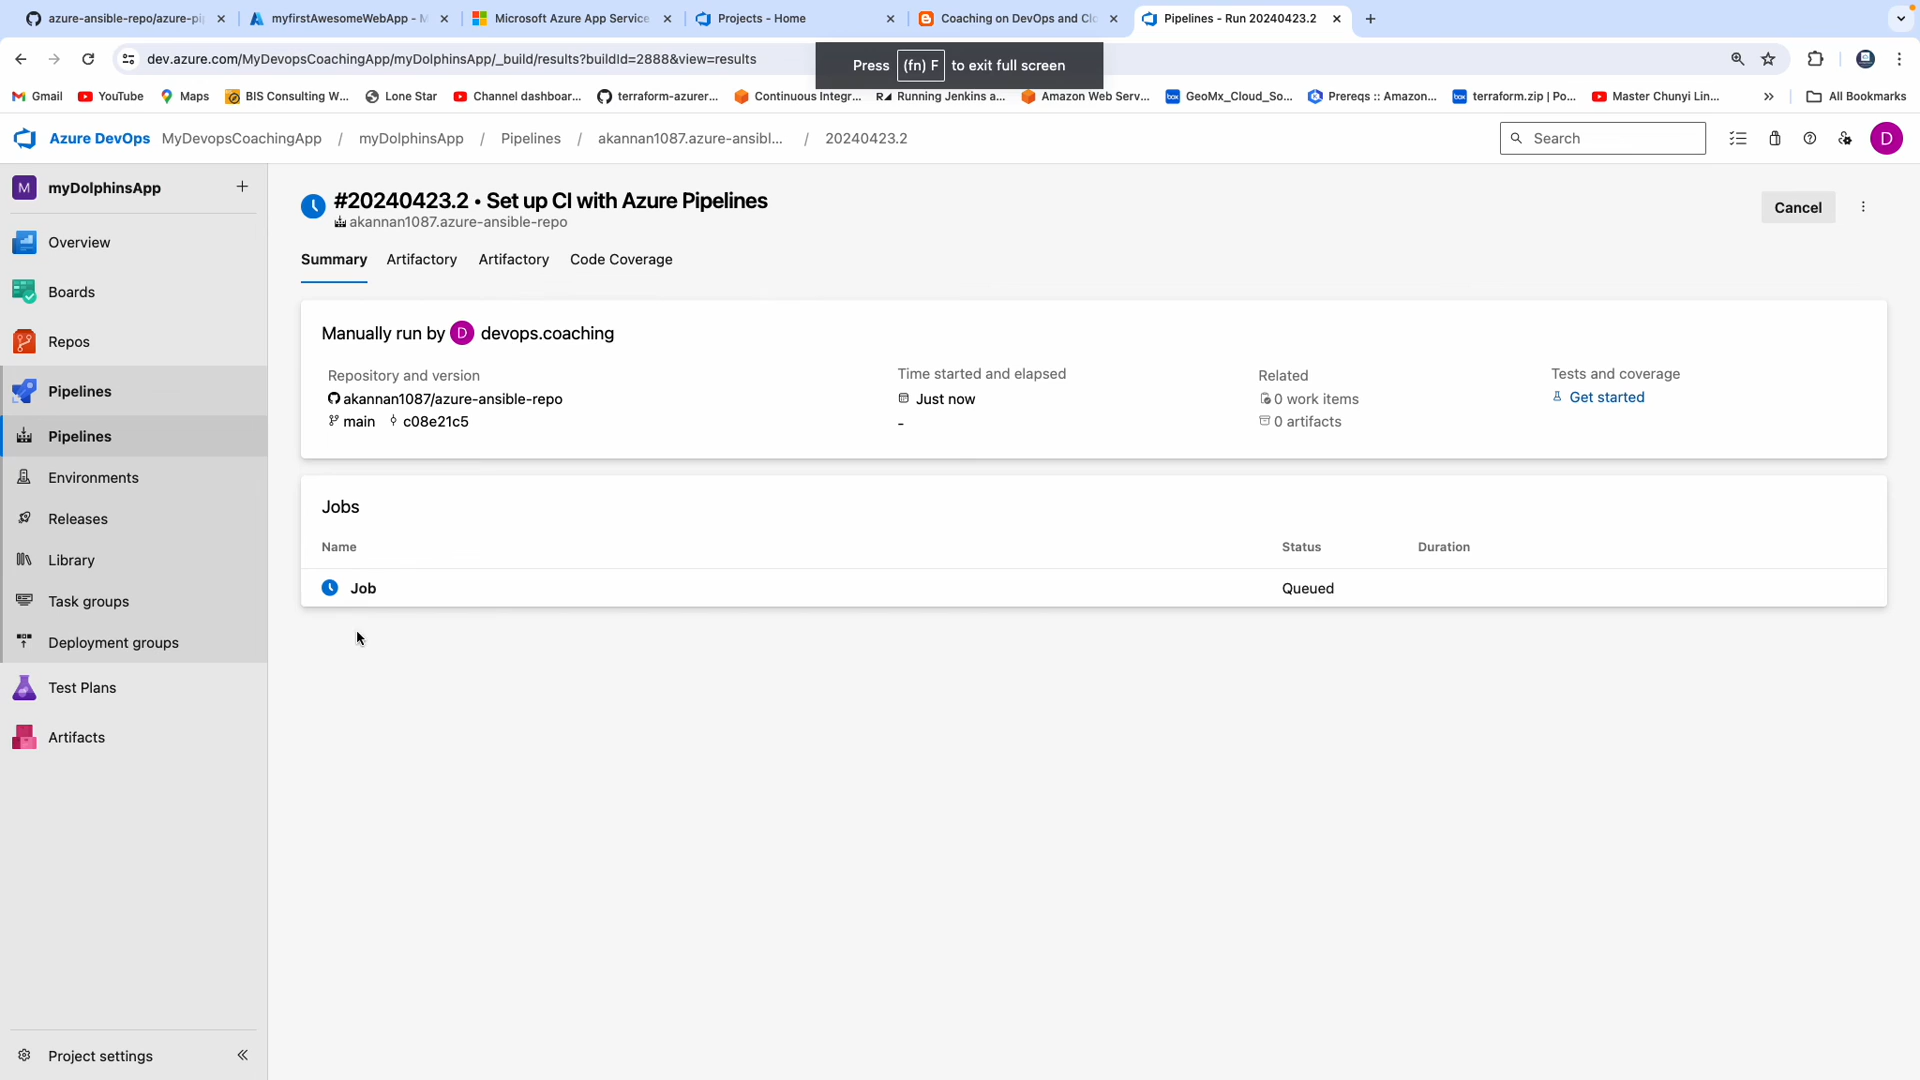 azure-ansible-repo/azure-pi
myfirstAwesomeWebApp - M
Microsoft Azure App Service
Projects - Home
Coaching on DevOps and Clo
Pipelines - Run 20240423.2
dev.azure.com/MyDevopsCoachingApp/myDolphinsApp/_build/results?buildId=2888&view=results
Press (fn) F to exit full screen
Gmail
YouTube
Maps
BIS Consulting W...
Lone Star
Channel dashboar...
terraform-azurer...
Continuous Integr...
Running Jenkins a...
Amazon Web Serv...
GeoMx_Cloud_So...
Prereqs :: Amazon...
terraform.zip | Po...
Master Chunyi Lin...
All Bookmarks
Azure DevOps MyDevopsCoachingApp / myDolphinsApp / Pipelines / akannan1087.azure-ansibl... / 20240423.2
Search
D
M myDolphinsApp
Overview
Boards
Repos
Pipelines
Pipelines
Environments
Releases
Library
Task groups
Deployment groups
Test Plans
Artifacts
Project settings
#20240423.2 • Set up CI with Azure Pipelines
akannan1087.azure-ansible-repo
Cancel
Summary Artifactory Artifactory Code Coverage
Manually run by D devops.coaching
Repository and version
akannan1087/azure-ansible-repo
main c08e21c5
Time started and elapsed
Just now
-
Related
0 work items
0 artifacts
Tests and coverage
Get started
Jobs
Name Status Duration
Job Queued